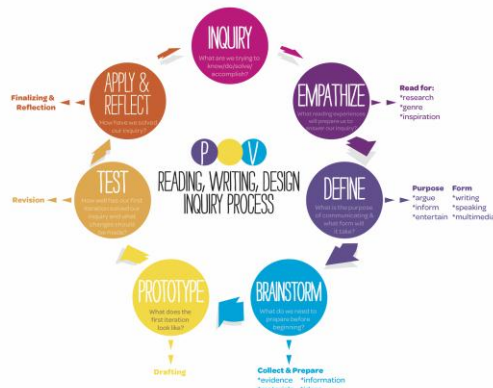 INQUIRY
What are we trying to
know/do/solve/
accomplish?
EMPATHIZE
What reading experiences
will prepare us to
answer our inquiry?
Read for:
*research
*genre
*inspiration
DEFINE
What is the purpose
of communicating &
what form will
it take?
Purpose Form
*argue *writing
*inform *speaking
*entertain *multimedia
BRAINSTORM
What do we need to
prepare before
beginning?
Collect & Prepare
*evidence *information
PROTOTYPE
What does the
first iteration
look like?
Drafting
TEST
How well has our first
iteration solved our
inquiry and what
changes should
be made?
Revision
APPLY &
REFLECT
How have we solved
our inquiry?
Finalizing &
Reflection
P O V
READING, WRITING, DESIGN
INQUIRY PROCESS